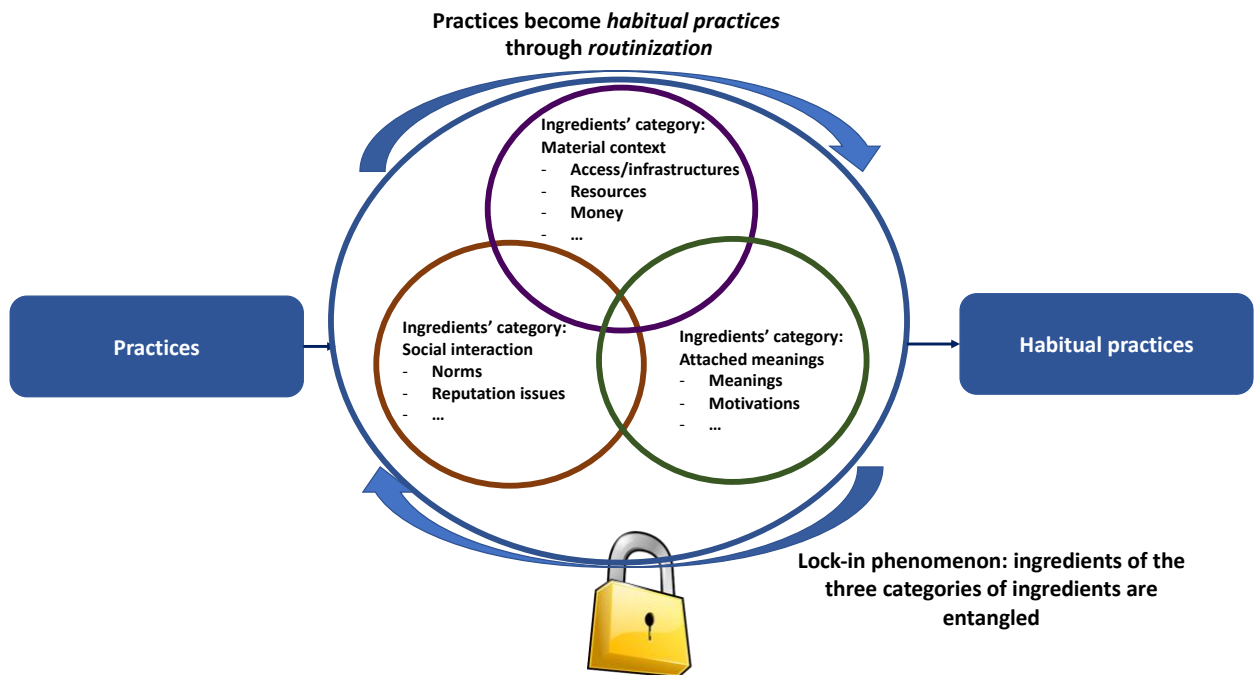 Practices become habitual practices
through routinization
Ingredients’ category:
Material context
- Access/infrastructures
- Resources
- Money
- …
Practices
Ingredients’ category:
Social interaction
- Norms
- Reputation issues
- …
Ingredients’ category:
Attached meanings
- Meanings
- Motivations
- …
Habitual practices
Lock-in phenomenon: ingredients of the
three categories of ingredients are
entangled